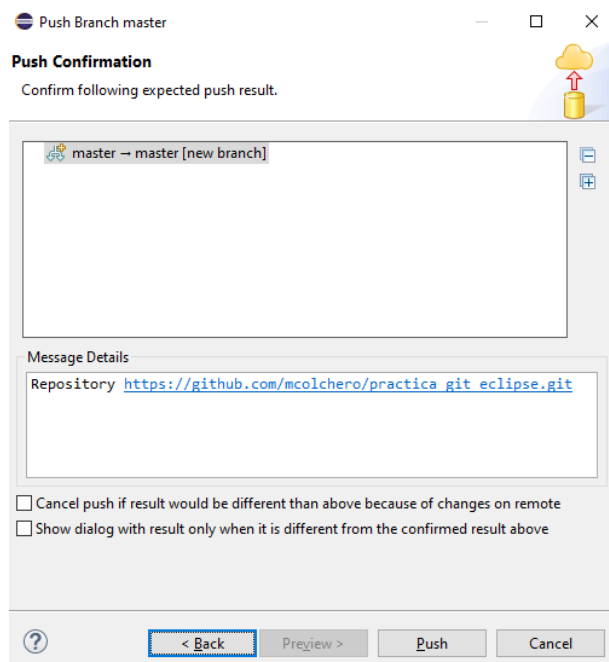 Push Branch master
Push Confirmation
Confirm following expected push result.
master → master [new branch]
Message Details
Repository https://github.com/mcolchero/practica_git_eclipse.git
Cancel push if result would be different than above because of changes on remote
Show dialog with result only when it is different from the confirmed result above
< Back
Preview >
Push
Cancel